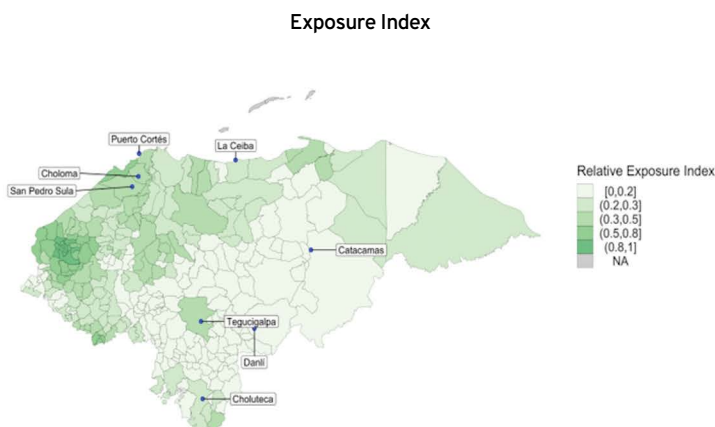 Exposure Index
Puerto Cortés
La Ceiba
Choloma
San Pedro Sula
Catacamas
Tegucigalpa
Danlí
Choluteca
Relative Exposure Index
[0,0.2]
(0.2,0.3]
(0.3,0.5]
(0.5,0.8]
(0.8,1]
NA